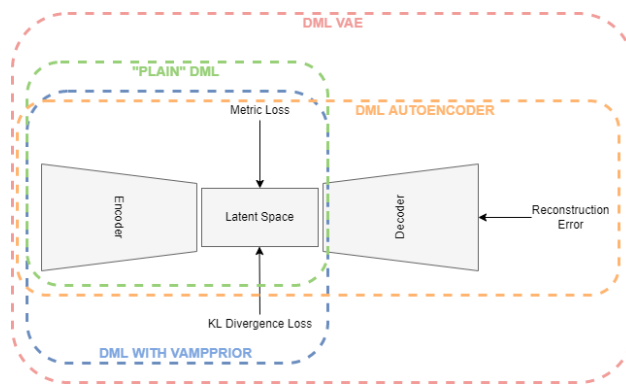 DML VAE
"PLAIN" DML
Metric Loss
DML AUTOENCODER
Encoder
Latent Space
Decoder
Reconstruction
Error
KL Divergence Loss
DML WITH VAMPPRIOR